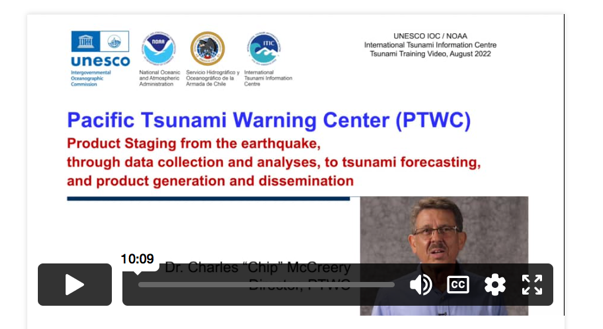 UNESCO IOC / NOAA
International Tsunami Information Centre
Tsunami Training Video, August 2022
unesco
Intergovernmental
Oceanographic
Commission
NOAA
National Oceanic
and Atmospheric
Administration
Servicio Hidrográfico y
Oceanográfico de la
Armada de Chile
ITIC
International
Tsunami Information
Centre
Pacific Tsunami Warning Center (PTWC)
Product Staging from the earthquake,
through data collection and analyses, to tsunami forecasting,
and product generation and dissemination
10:09
Dr. Charles “Chip” McCreery
Director, PTWC
CC